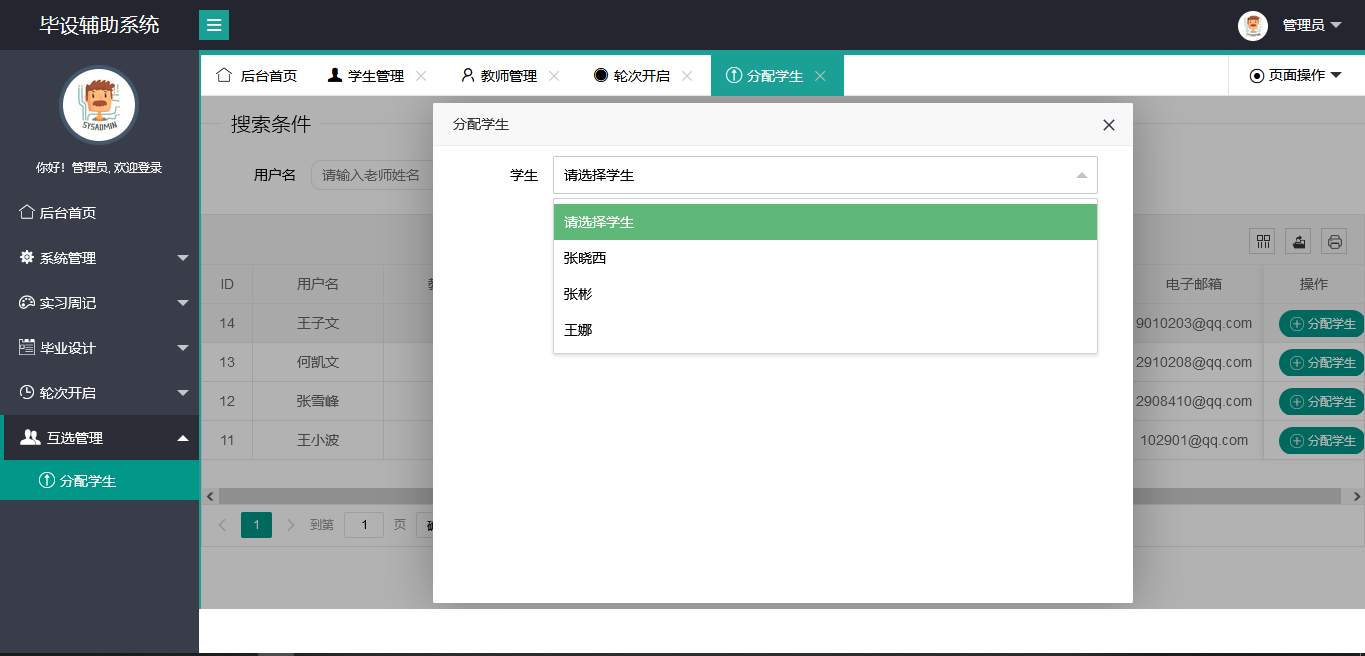 毕设辅助系统
管理员
SYSADMIN
你好！管理员, 欢迎登录
后台首页
系统管理
实习周记
毕业设计
轮次开启
互选管理
分配学生
后台首页 学生管理 教师管理 轮次开启 分配学生 页面操作
搜索条件
用户名 请输入老师姓名
分配学生
学生 请选择学生
请选择学生
张晓西
张彬
王娜
ID 用户名 电子邮箱 操作
14 王子文 9010203@qq.com 分配学生
13 何凯文 2910208@qq.com 分配学生
12 张雪峰 2908410@qq.com 分配学生
11 王小波 102901@qq.com 分配学生
1 到第 1 页